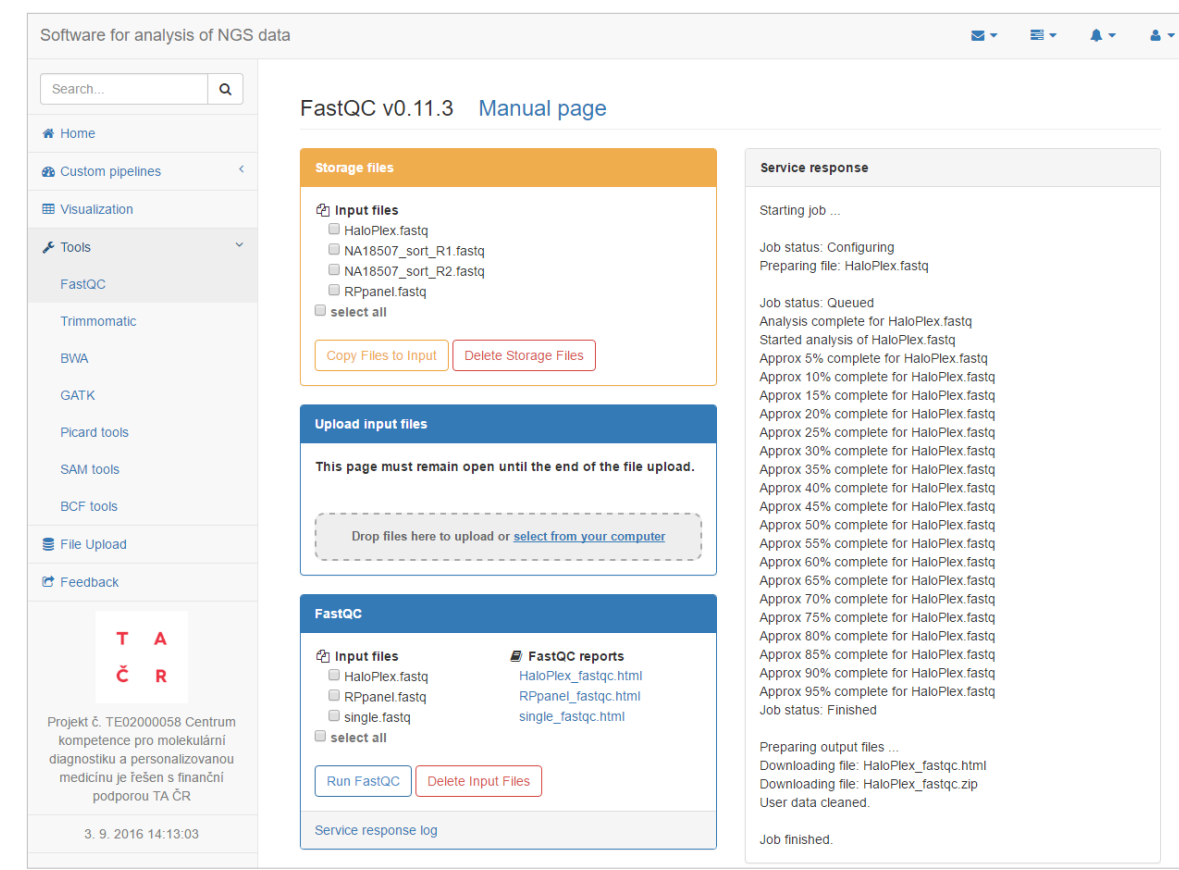 Software for analysis of NGS data
Search...
Home
Custom pipelines
Visualization
Tools
FastQC
Trimmomatic
BWA
GATK
Picard tools
SAM tools
BCF tools
File Upload
Feedback
T A
Č R
Projekt č. TE02000058 Centrum
kompetence pro molekulární
diagnostiku a personalizovanou
medicínu je řešen s finanční
podporou TA ČR
3. 9. 2016 14:13:03
FastQC v0.11.3 Manual page
Storage files
Input files
HaloPlex.fastq
NA18507_sort_R1.fastq
NA18507_sort_R2.fastq
RPpanel.fastq
select all
Copy Files to Input
Delete Storage Files
Upload input files
This page must remain open until the end of the file upload.
Drop files here to upload or select from your computer
FastQC
Input files
HaloPlex.fastq
RPpanel.fastq
single.fastq
select all
FastQC reports
HaloPlex_fastqc.html
RPpanel_fastqc.html
single_fastqc.html
Run FastQC
Delete Input Files
Service response log
Service response
Starting job ...
Job status: Configuring
Preparing file: HaloPlex.fastq
Job status: Queued
Analysis complete for HaloPlex.fastq
Started analysis of HaloPlex.fastq
Approx 5% complete for HaloPlex.fastq
Approx 10% complete for HaloPlex.fastq
Approx 15% complete for HaloPlex.fastq
Approx 20% complete for HaloPlex.fastq
Approx 25% complete for HaloPlex.fastq
Approx 30% complete for HaloPlex.fastq
Approx 35% complete for HaloPlex.fastq
Approx 40% complete for HaloPlex.fastq
Approx 45% complete for HaloPlex.fastq
Approx 50% complete for HaloPlex.fastq
Approx 55% complete for HaloPlex.fastq
Approx 60% complete for HaloPlex.fastq
Approx 65% complete for HaloPlex.fastq
Approx 70% complete for HaloPlex.fastq
Approx 75% complete for HaloPlex.fastq
Approx 80% complete for HaloPlex.fastq
Approx 85% complete for HaloPlex.fastq
Approx 90% complete for HaloPlex.fastq
Approx 95% complete for HaloPlex.fastq
Job status: Finished
Preparing output files ...
Downloading file: HaloPlex_fastqc.html
Downloading file: HaloPlex_fastqc.zip
User data cleaned.
Job finished.